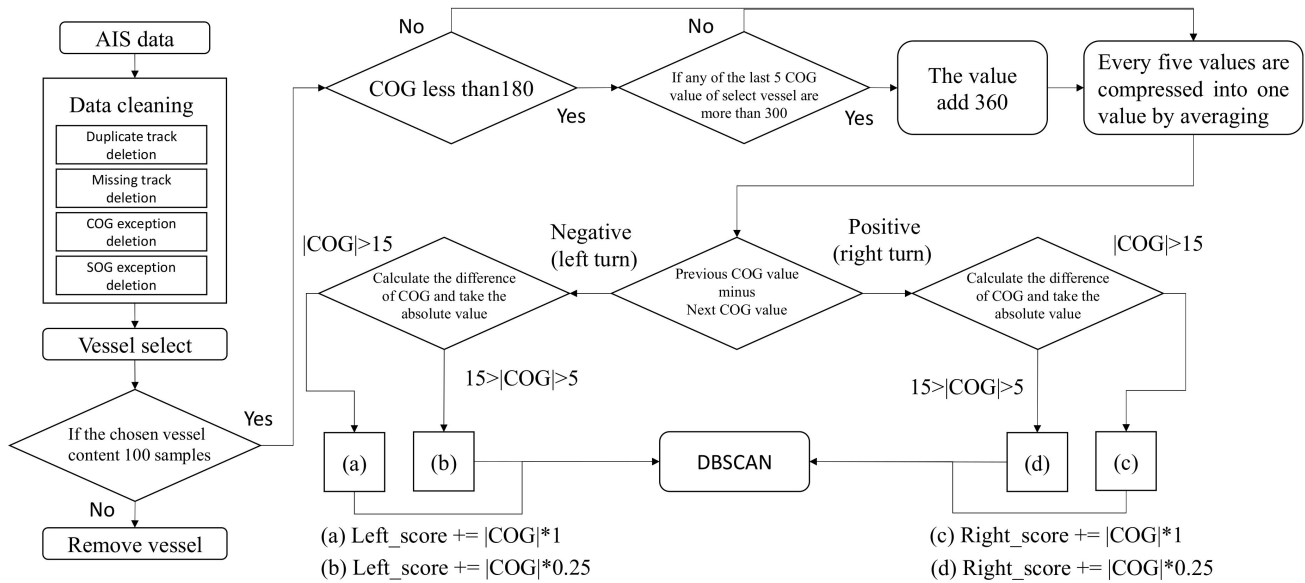 AIS data
Data cleaning
Duplicate track
deletion
Missing track
deletion
COG exception
deletion
SOG exception
deletion
Vessel select
If the chosen vessel
content 100 samples
Yes
No
Remove vessel
No
COG less than180
Yes
No
If any of the last 5 COG
value of select vessel are
more than 300
Yes
The value
add 360
Every five values are
compressed into one
value by averaging
Previous COG value
minus
Next COG value
Negative
(left turn)
Positive
(right turn)
|COG|>15
Calculate the difference
of COG and take the
absolute value
15>|COG|>5
|COG|>15
Calculate the difference
of COG and take the
absolute value
15>|COG|>5
(a)
(b)
DBSCAN
(d)
(c)
(a) Left_score += |COG|*1
(b) Left_score += |COG|*0.25
(c) Right_score += |COG|*1
(d) Right_score += |COG|*0.25